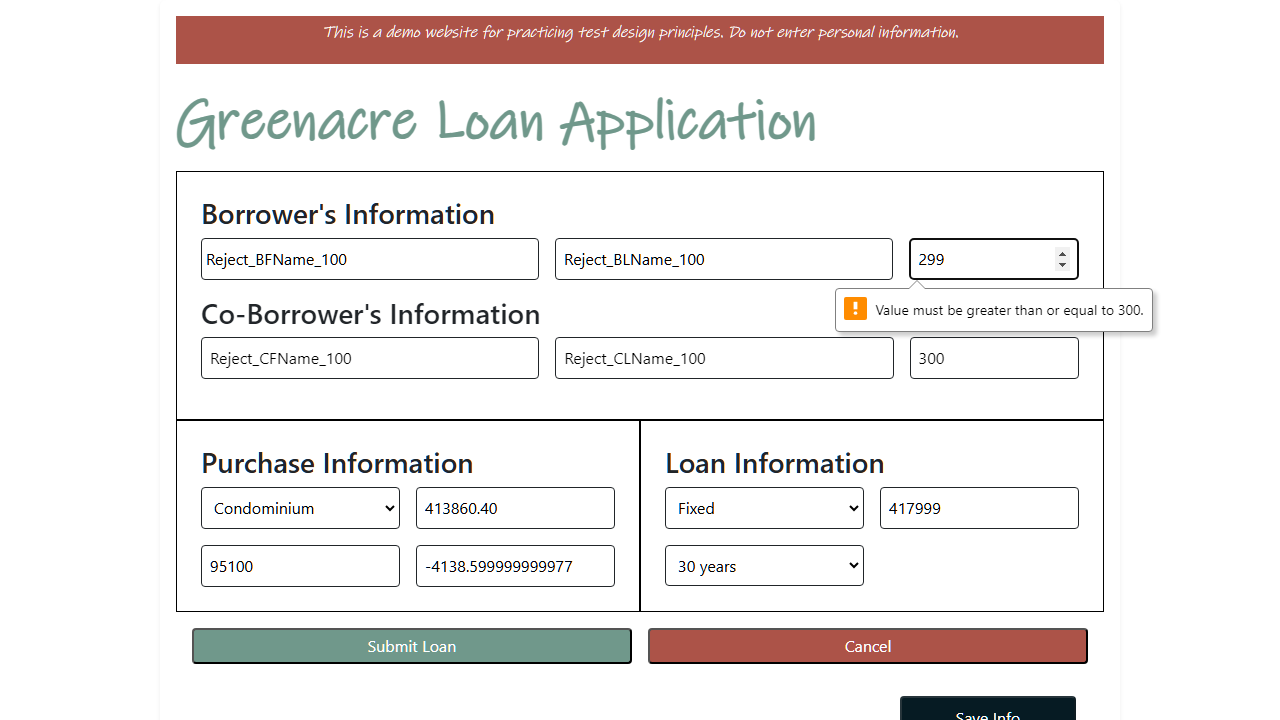 This is a demo website for practicing test design principles. Do not enter personal information.
Greenacre Loan Application
Borrower's Information
Reject_BFName_100 Reject_BLName_100 299
Value must be greater than or equal to 300.
Co-Borrower's Information
Reject_CFName_100 Reject_CLName_100 300
Purchase Information
Condominium 413860.40
95100 -4138.599999999977
Loan Information
Fixed 417999
30 years
Submit Loan Cancel
Save Info